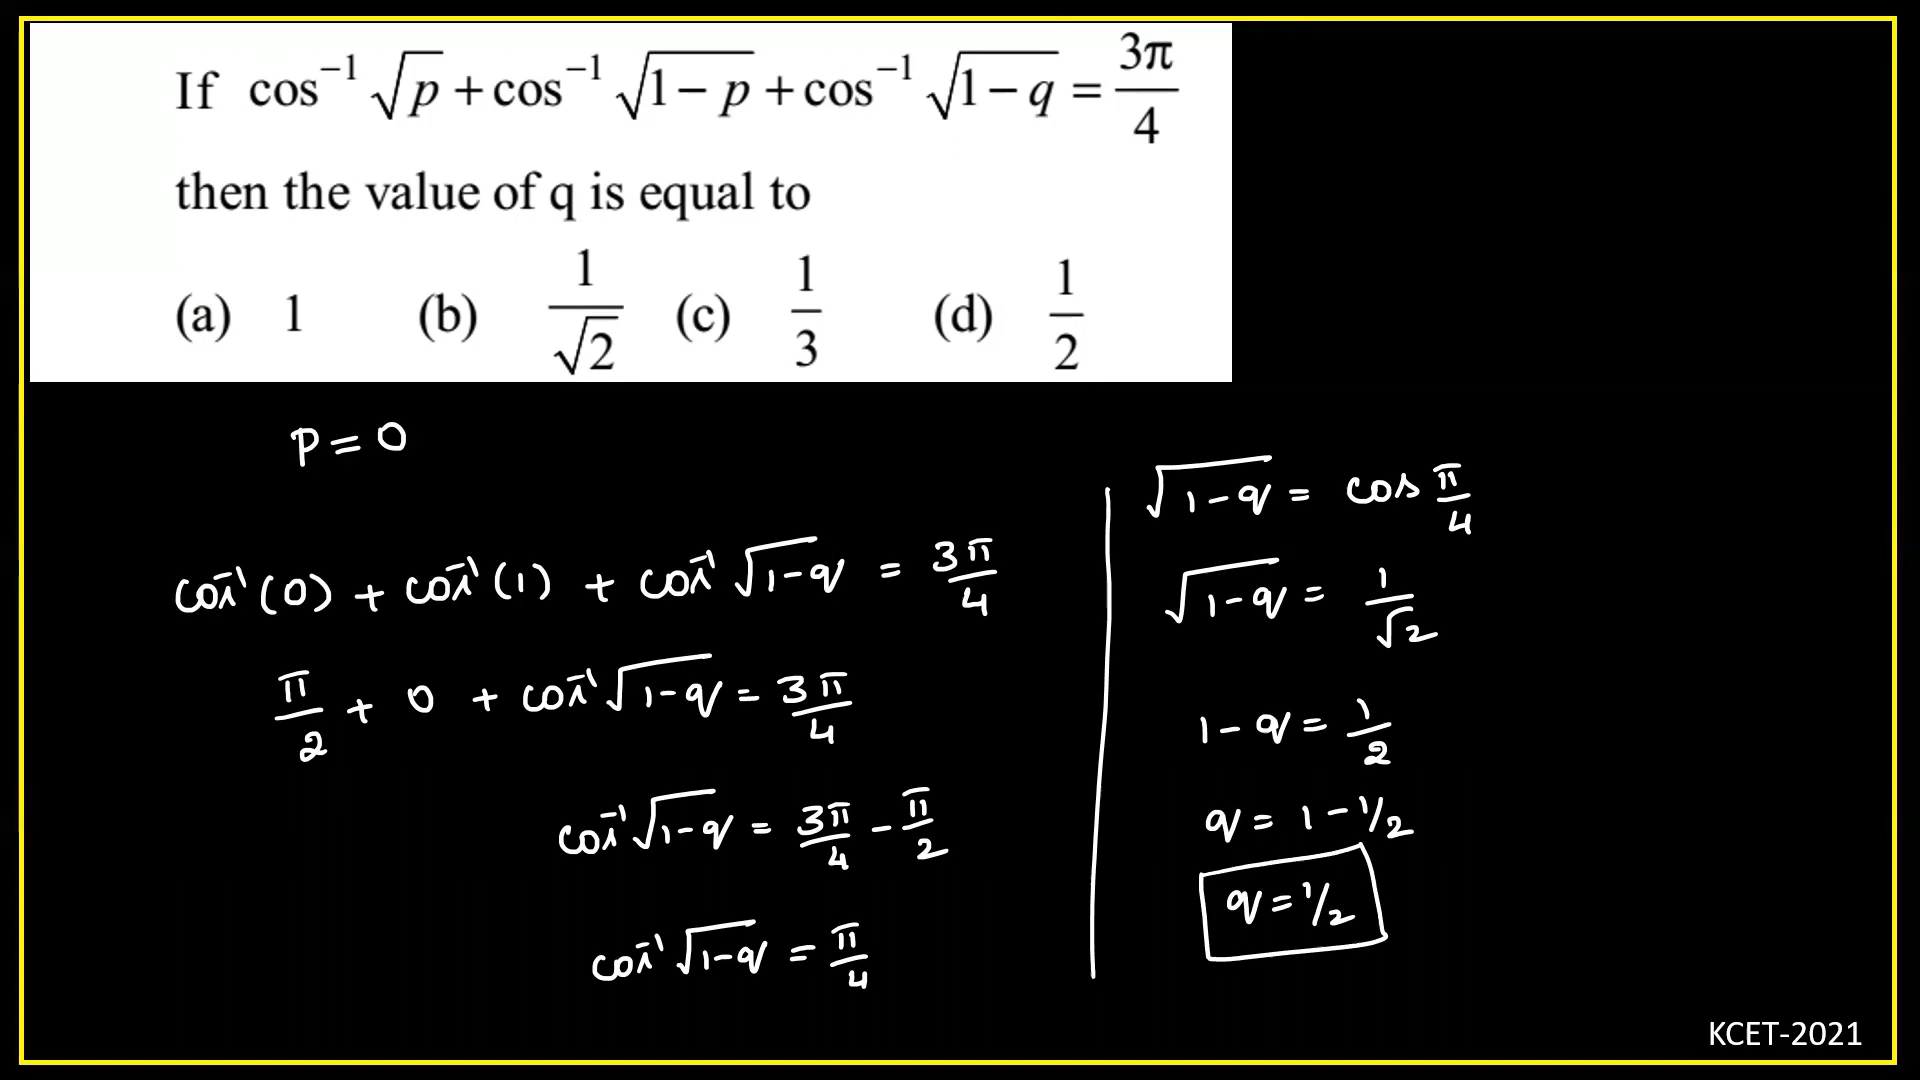 If cos⁻¹√p + cos⁻¹√(1−p) + cos⁻¹√(1−q) = 3π/4
then the value of q is equal to
(a) 1 (b) 1/√2 (c) 1/3 (d) 1/2
P = 0
cos⁻¹(0) + cos⁻¹(1) + cos⁻¹√(1−q) = 3π/4
π/2 + 0 + cos⁻¹√(1−q) = 3π/4
cos⁻¹√(1−q) = 3π/4 − π/2
cos⁻¹√(1−q) = π/4
√(1−q) = cos π/4
√(1−q) = 1/√2
1 − q = 1/2
q = 1 − 1/2
q = 1/2
KCET-2021